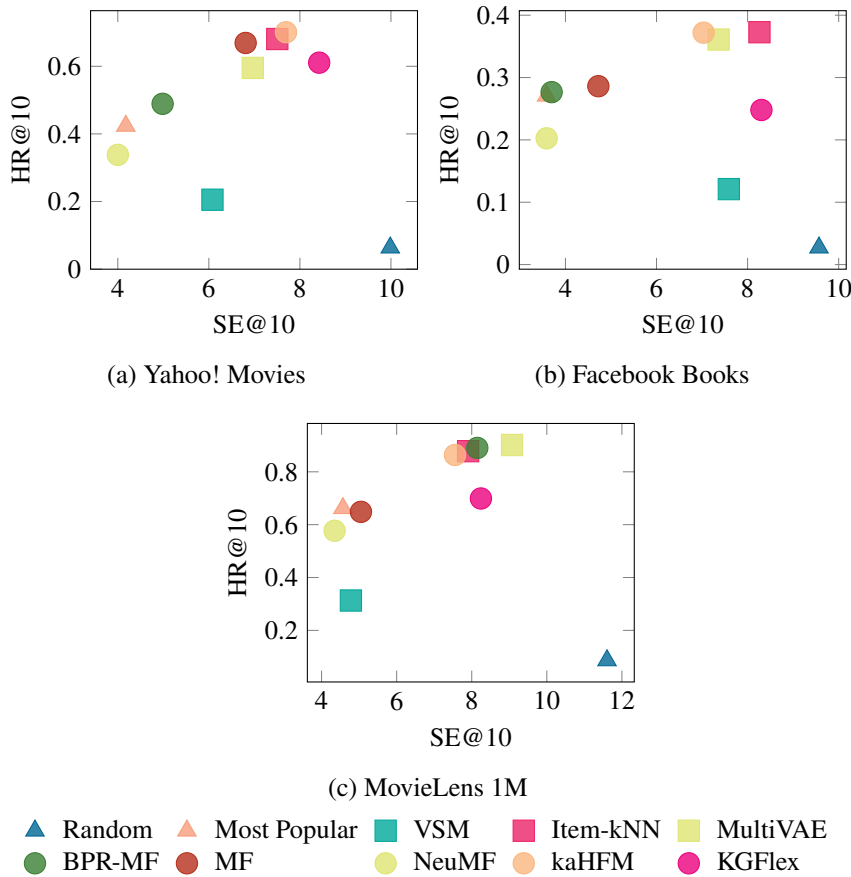 0.6
0.4
0.2
0
HR@10
4 6 8 10
SE@10
(a) Yahoo! Movies
0.4
0.3
0.2
0.1
0
HR@10
4 6 8 10
SE@10
(b) Facebook Books
0.8
0.6
0.4
0.2
HR@10
4 6 8 10 12
SE@10
(c) MovieLens 1M
Random Most Popular VSM Item-kNN MultiVAE
BPR-MF MF NeuMF kaHFM KGFlex